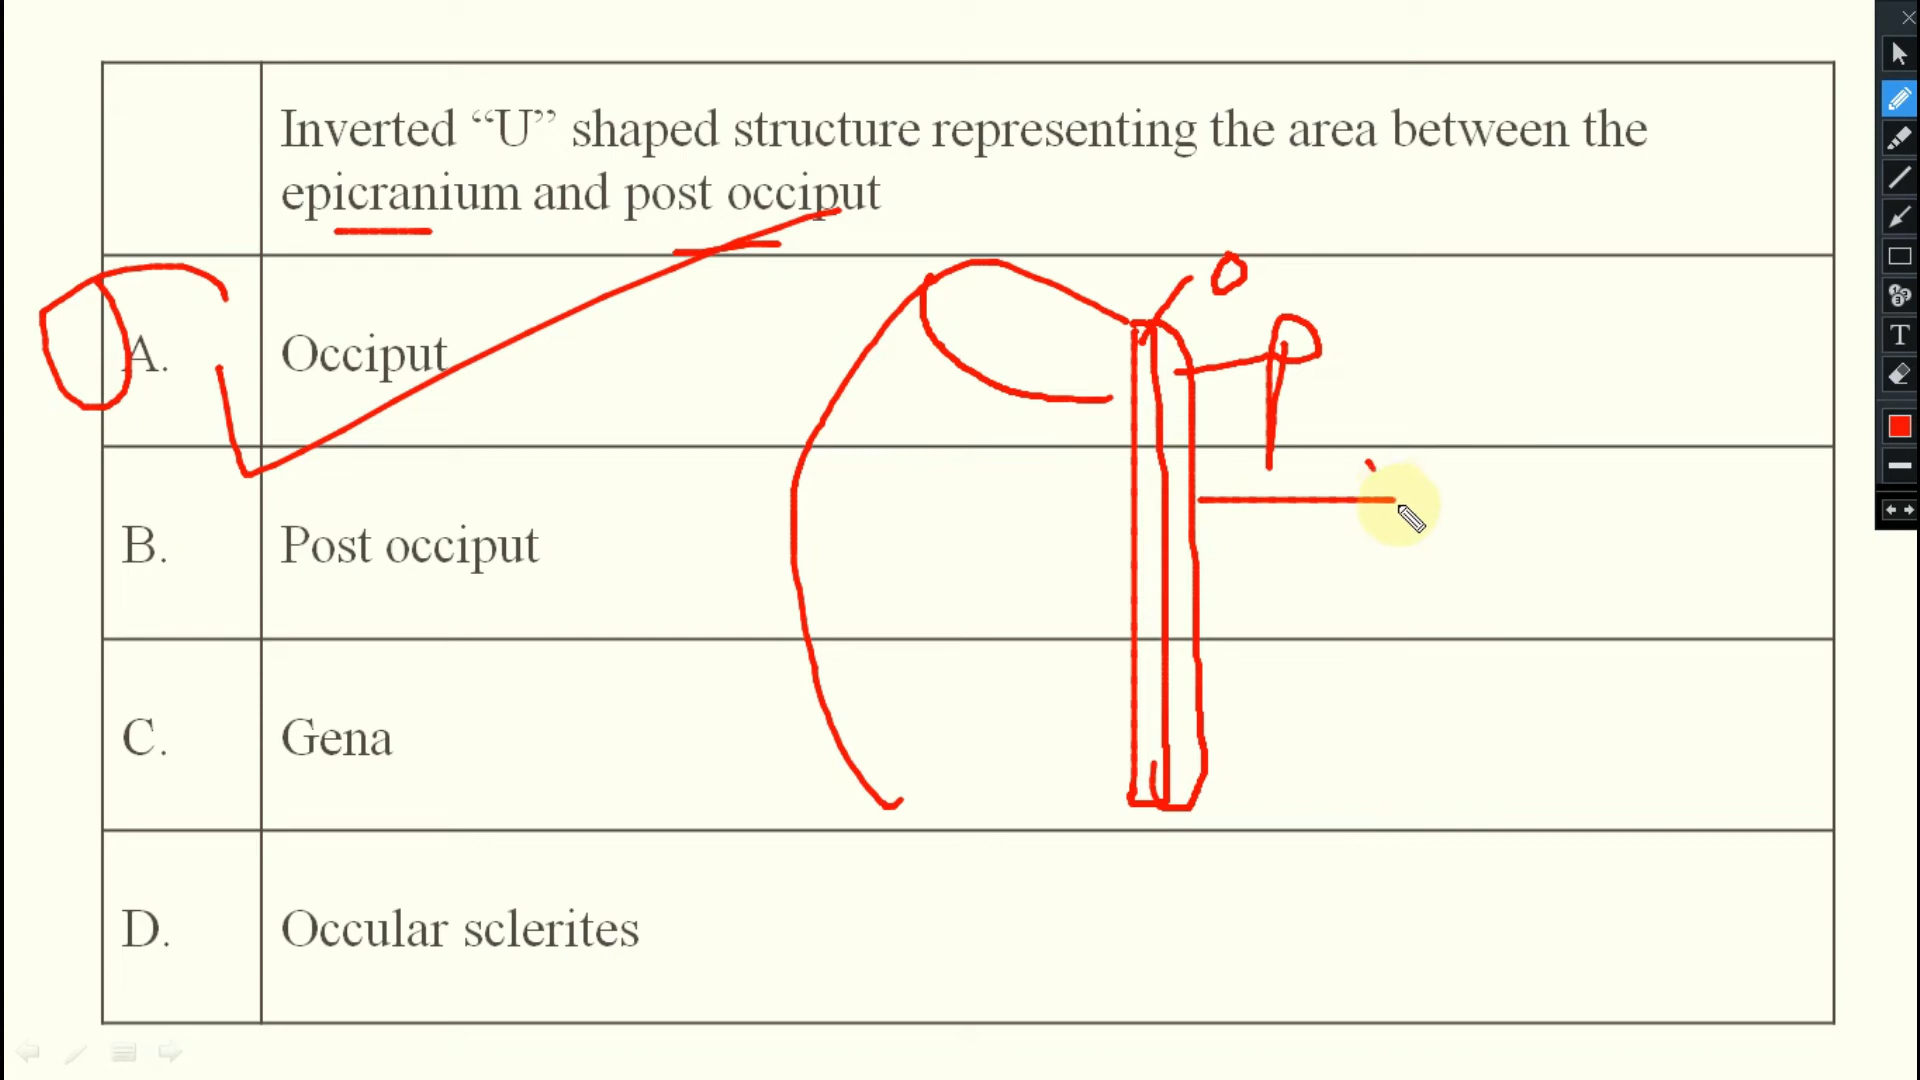 Inverted “U” shaped structure representing the area between the
epicranium and post occiput
A. Occiput
B. Post occiput
C. Gena
D. Occular sclerites
O
P
T